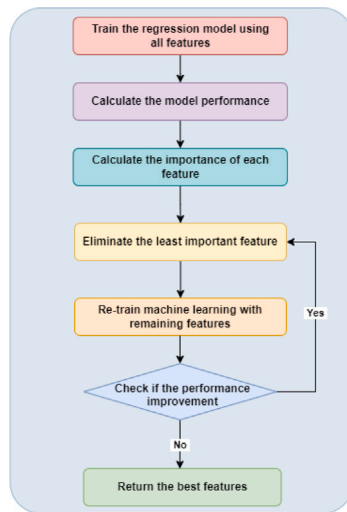 Train the regression model using
all features
Calculate the model performance
Calculate the importance of each
feature
Eliminate the least important feature
Re-train machine learning with
remaining features
Yes
Check if the performance
improvement
No
Return the best features